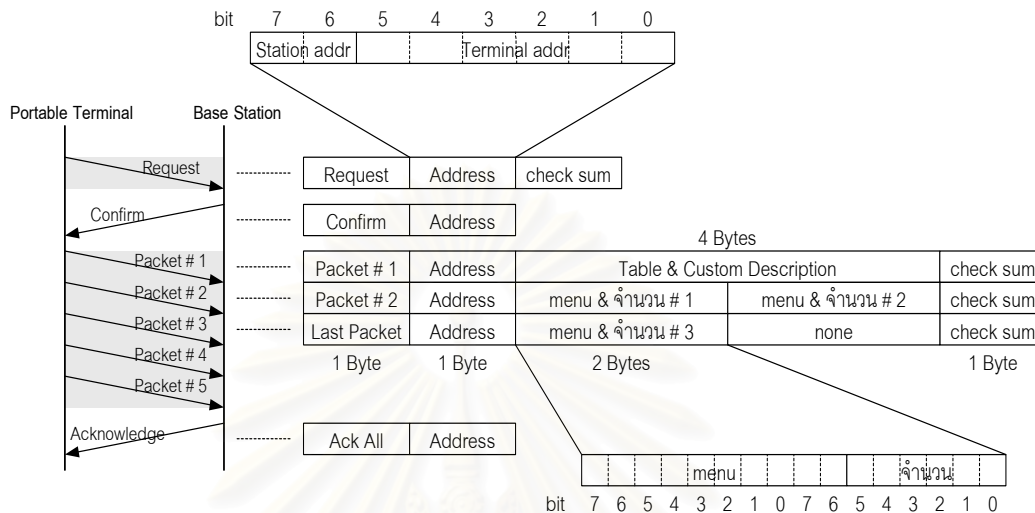 bit 7 6 5 4 3 2 1 0
Station addr Terminal addr
Portable Terminal Base Station
Request Request Address check sum
Confirm Confirm Address
4 Bytes
Packet # 1 Packet # 1 Address Table & Custom Description check sum
Packet # 2 Packet # 2 Address menu & จำนวน # 1 menu & จำนวน # 2 check sum
Packet # 3 Last Packet Address menu & จำนวน # 3 none check sum
Packet # 4 1 Byte 1 Byte 2 Bytes 1 Byte
Packet # 5
Acknowledge Ack All Address
menu จำนวน
bit 7 6 5 4 3 2 1 0 7 6 5 4 3 2 1 0